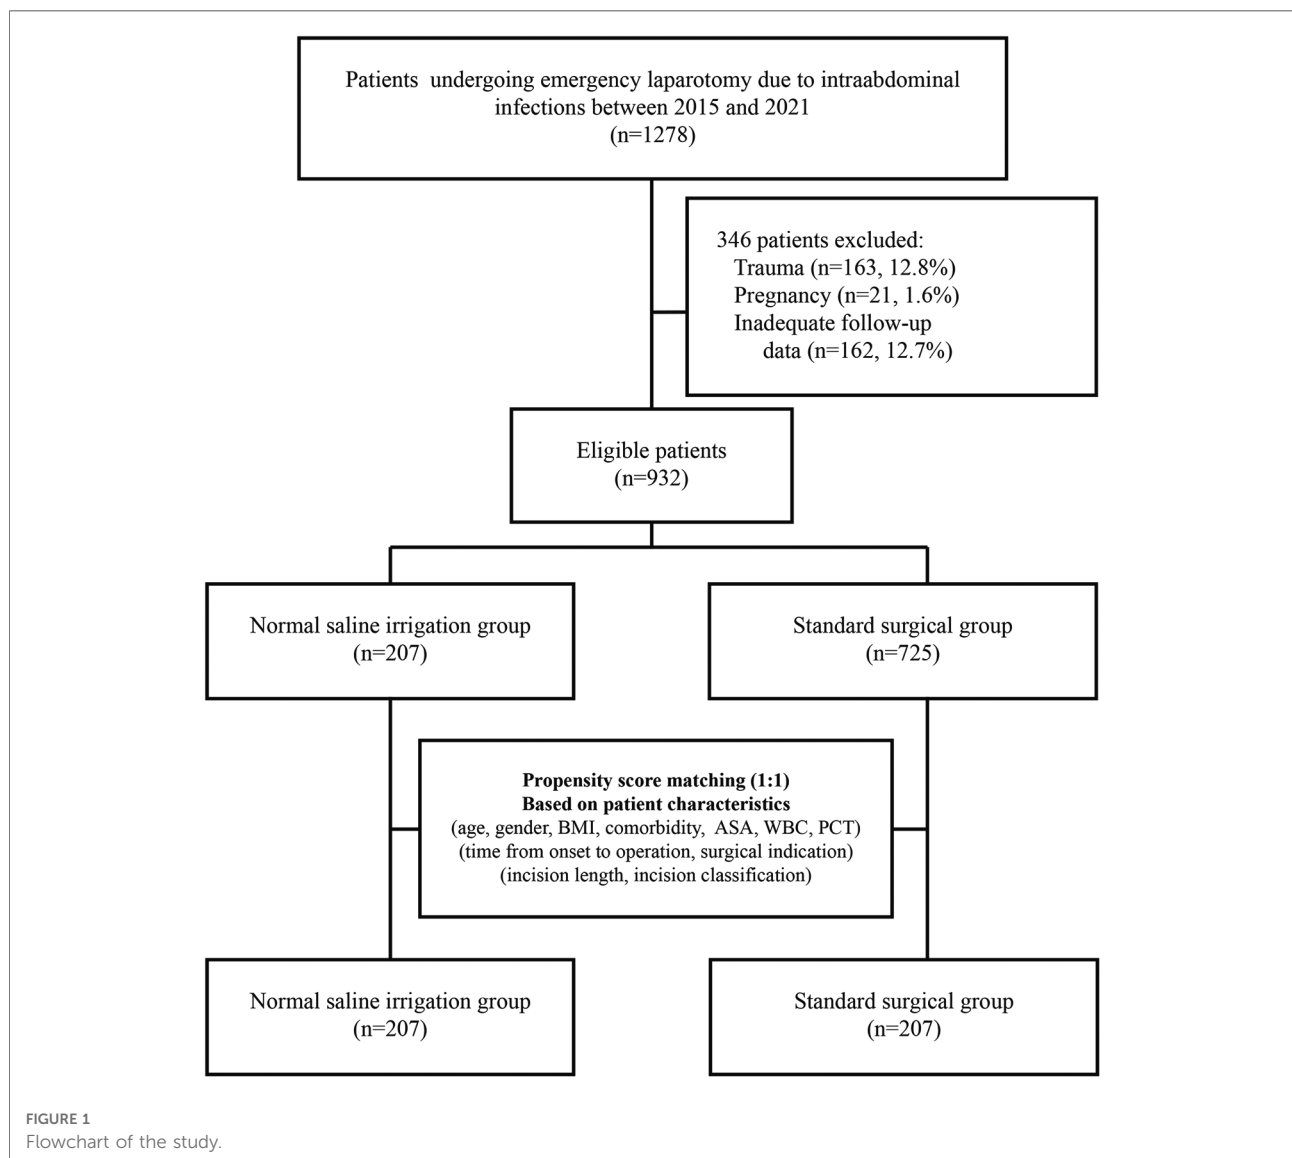 Patients undergoing emergency laparotomy due to intraabdominal
infections between 2015 and 2021
(n=1278)
346 patients excluded:
Trauma (n=163, 12.8%)
Pregnancy (n=21, 1.6%)
Inadequate follow-up
data (n=162, 12.7%)
Eligible patients
(n=932)
Normal saline irrigation group
(n=207)
Standard surgical group
(n=725)
Propensity score matching (1:1)
Based on patient characteristics
(age, gender, BMI, comorbidity, ASA, WBC, PCT)
(time from onset to operation, surgical indication)
(incision length, incision classification)
Normal saline irrigation group
(n=207)
Standard surgical group
(n=207)
FIGURE 1
Flowchart of the study.